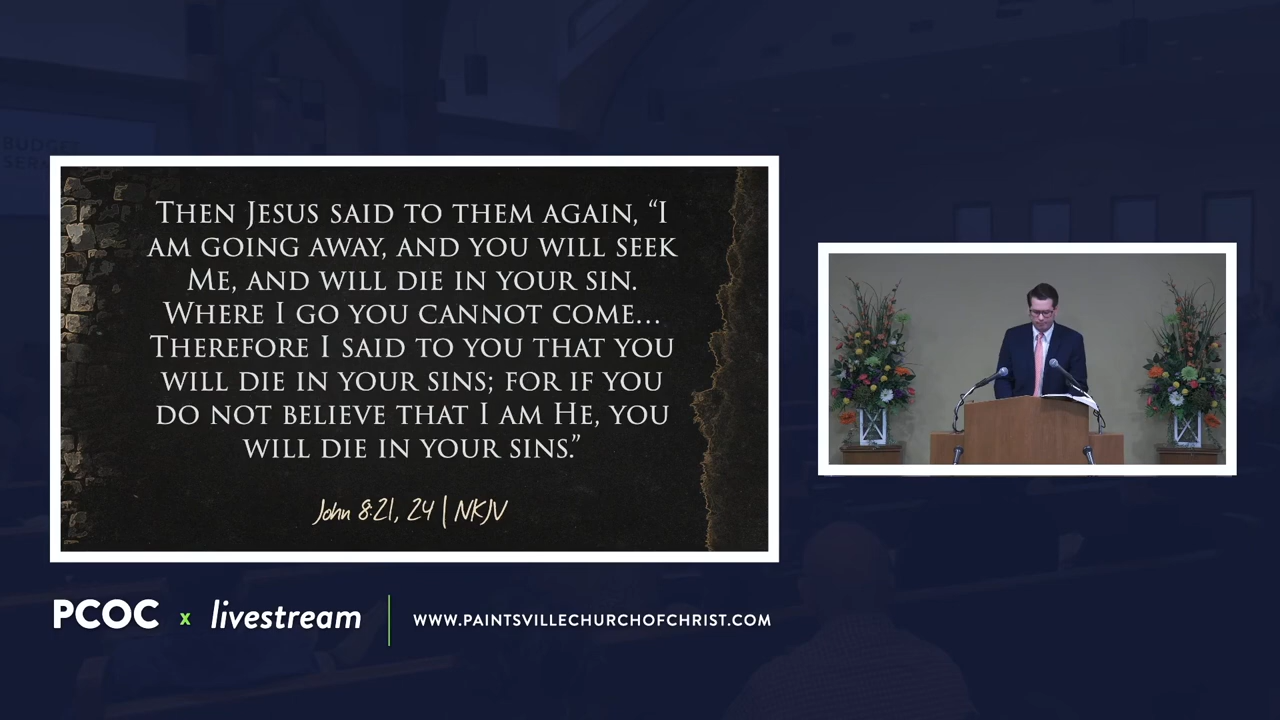 THEN JESUS SAID TO THEM AGAIN, “I
AM GOING AWAY, AND YOU WILL SEEK
ME, AND WILL DIE IN YOUR SIN.
WHERE I GO YOU CANNOT COME…
THEREFORE I SAID TO YOU THAT YOU
WILL DIE IN YOUR SINS; FOR IF YOU
DO NOT BELIEVE THAT I AM HE, YOU
WILL DIE IN YOUR SINS.”
John 8:21, 24 | NKJV
PCOC x livestream | WWW.PAINTSVILLECHURCHOFCHRIST.COM
BUDGET